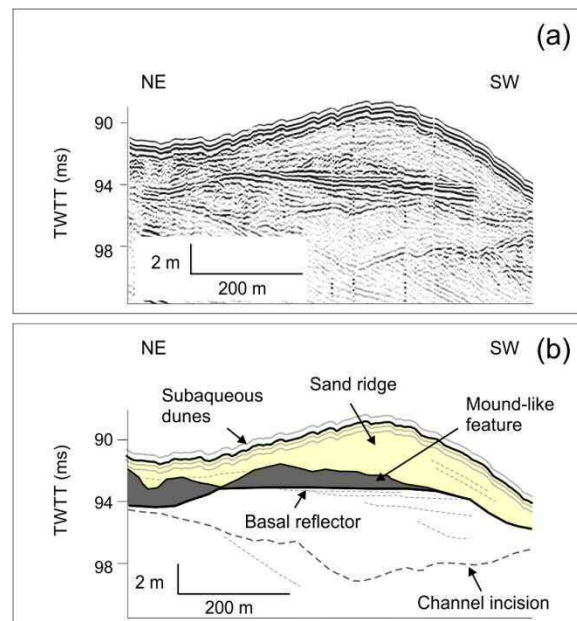 (a)
NE
SW
90
94
98
TWTT (ms)
2 m
200 m
(b)
NE
SW
Sand ridge
Mound-like
feature
Subaqueous
dunes
90
94
98
TWTT (ms)
Basal reflector
2 m
200 m
Channel incision